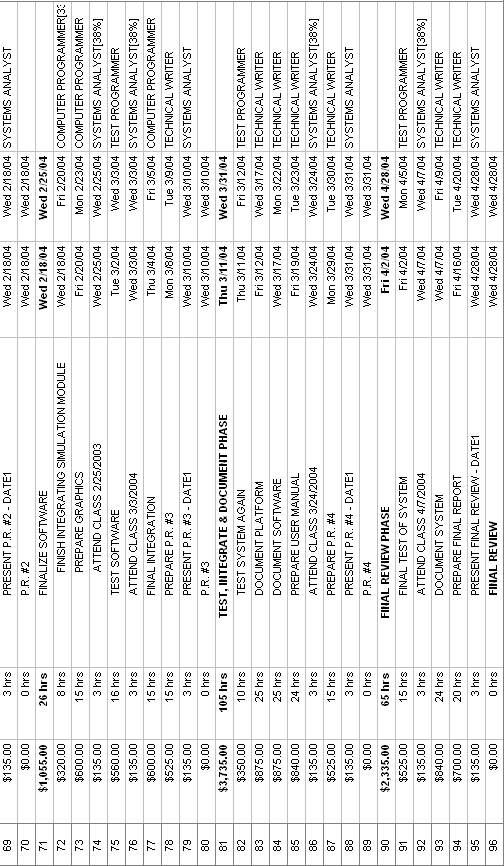 69 $135.00 3 hrs PRESENT P.R. #2 - DATE1 Wed 2/18/04 Wed 2/18/04 SYSTEMS ANALYST
70 $0.00 0 hrs P.R. #2 Wed 2/18/04 Wed 2/18/04
71 $1,055.00 26 hrs FINALIZE SOFTWARE Wed 2/18/04 Wed 2/25/04
72 $320.00 8 hrs FINISH INTEGRATING SIMULATION MODULE Wed 2/18/04 Fri 2/20/04 COMPUTER PROGRAMMER[33
73 $600.00 15 hrs PREPARE GRAPHICS Fri 2/20/04 Mon 2/23/04 COMPUTER PROGRAMMER
74 $135.00 3 hrs ATTEND CLASS 2/25/2003 Wed 2/25/04 Wed 2/25/04 SYSTEMS ANALYST[38%]
75 $560.00 16 hrs TEST SOFTWARE Tue 3/2/04 Wed 3/3/04 TEST PROGRAMMER
76 $135.00 3 hrs ATTEND CLASS 3/3/2004 Wed 3/3/04 Wed 3/3/04 SYSTEMS ANALYST[38%]
77 $600.00 15 hrs FINAL INTEGRATION Thu 3/4/04 Fri 3/5/04 COMPUTER PROGRAMMER
78 $525.00 15 hrs PREPARE P.R. #3 Mon 3/8/04 Tue 3/9/04 TECHNICAL WRITER
79 $135.00 3 hrs PRESENT P.R. #3 - DATE1 Wed 3/10/04 Wed 3/10/04 SYSTEMS ANALYST
80 $0.00 0 hrs P.R. #3 Wed 3/10/04 Wed 3/10/04
81 $3,735.00 105 hrs TEST, INTEGRATE & DOCUMENT PHASE Thu 3/11/04 Wed 3/31/04
82 $350.00 10 hrs TEST SYSTEM AGAIN Thu 3/11/04 Fri 3/12/04 TEST PROGRAMMER
83 $875.00 25 hrs DOCUMENT PLATFORM Fri 3/12/04 Wed 3/17/04 TECHNICAL WRITER
84 $875.00 25 hrs DOCUMENT SOFTWARE Wed 3/17/04 Mon 3/22/04 TECHNICAL WRITER
85 $840.00 24 hrs PREPARE USER MANUAL Fri 3/19/04 Tue 3/23/04 TECHNICAL WRITER
86 $135.00 3 hrs ATTEND CLASS 3/24/2004 Wed 3/24/04 Wed 3/24/04 SYSTEMS ANALYST[38%]
87 $525.00 15 hrs PREPARE P.R. #4 Mon 3/29/04 Tue 3/30/04 TECHNICAL WRITER
88 $135.00 3 hrs PRESENT P.R. #4 - DATE1 Wed 3/31/04 Wed 3/31/04 SYSTEMS ANALYST
89 $0.00 0 hrs P.R. #4 Wed 3/31/04 Wed 3/31/04
90 $2,335.00 65 hrs FINAL REVIEW PHASE Fri 4/2/04 Wed 4/28/04
91 $525.00 15 hrs FINAL TEST OF SYSTEM Fri 4/2/04 Mon 4/5/04 TEST PROGRAMMER
92 $135.00 3 hrs ATTEND CLASS 4/7/2004 Wed 4/7/04 Wed 4/7/04 SYSTEMS ANALYST[38%]
93 $840.00 24 hrs DOCUMENT SYSTEM Wed 4/7/04 Fri 4/9/04 TECHNICAL WRITER
94 $700.00 20 hrs PREPARE FINAL REPORT Fri 4/16/04 Tue 4/20/04 TECHNICAL WRITER
95 $135.00 3 hrs PRESENT FINAL REVIEW - DATE1 Wed 4/28/04 Wed 4/28/04 SYSTEMS ANALYST
96 $0.00 0 hrs FINAL REVIEW Wed 4/28/04 Wed 4/28/04